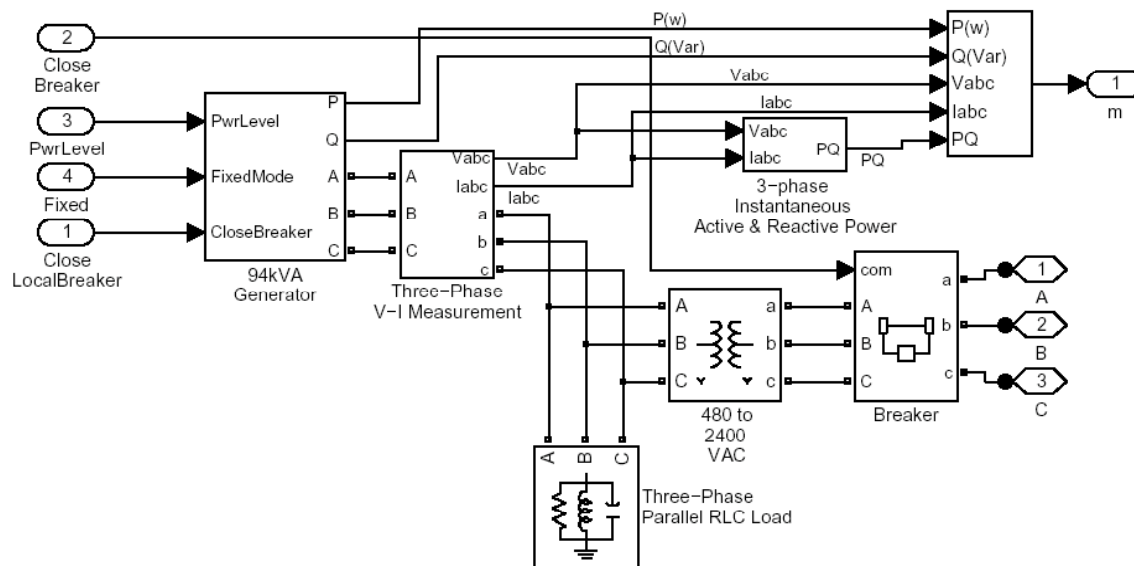 2
Close
Breaker
3
PwrLevel
4
Fixed
1
Close
LocalBreaker
PwrLevel
FixedMode
CloseBreaker
P
Q
A
B
C
94kVA
Generator
A
B
C
Vabc
Iabc
a
b
c
Three-Phase
V-I Measurement
P(w)
Q(Var)
Vabc
Iabc
Vabc
Iabc
Vabc
Iabc
PQ
PQ
3-phase
Instantaneous
Active & Reactive Power
P(w)
Q(Var)
Vabc
Iabc
PQ
1
m
A
B
C
a
b
c
Y
Y
480 to
2400
VAC
com
A
B
C
a
b
c
Breaker
1
A
2
B
3
C
A
B
C
Three-Phase
Parallel RLC Load